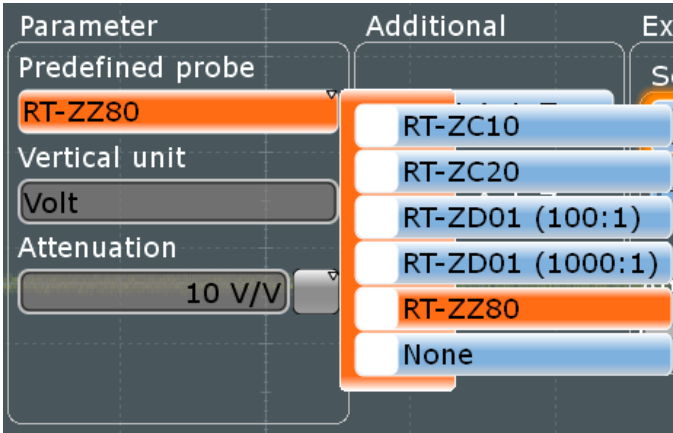 Parameter
Additional
Ex
Predefined probe
RT-ZZ80
Vertical unit
Volt
Attenuation
10 V/V
RT-ZC10
RT-ZC20
RT-ZD01 (100:1)
RT-ZD01 (1000:1)
RT-ZZ80
None